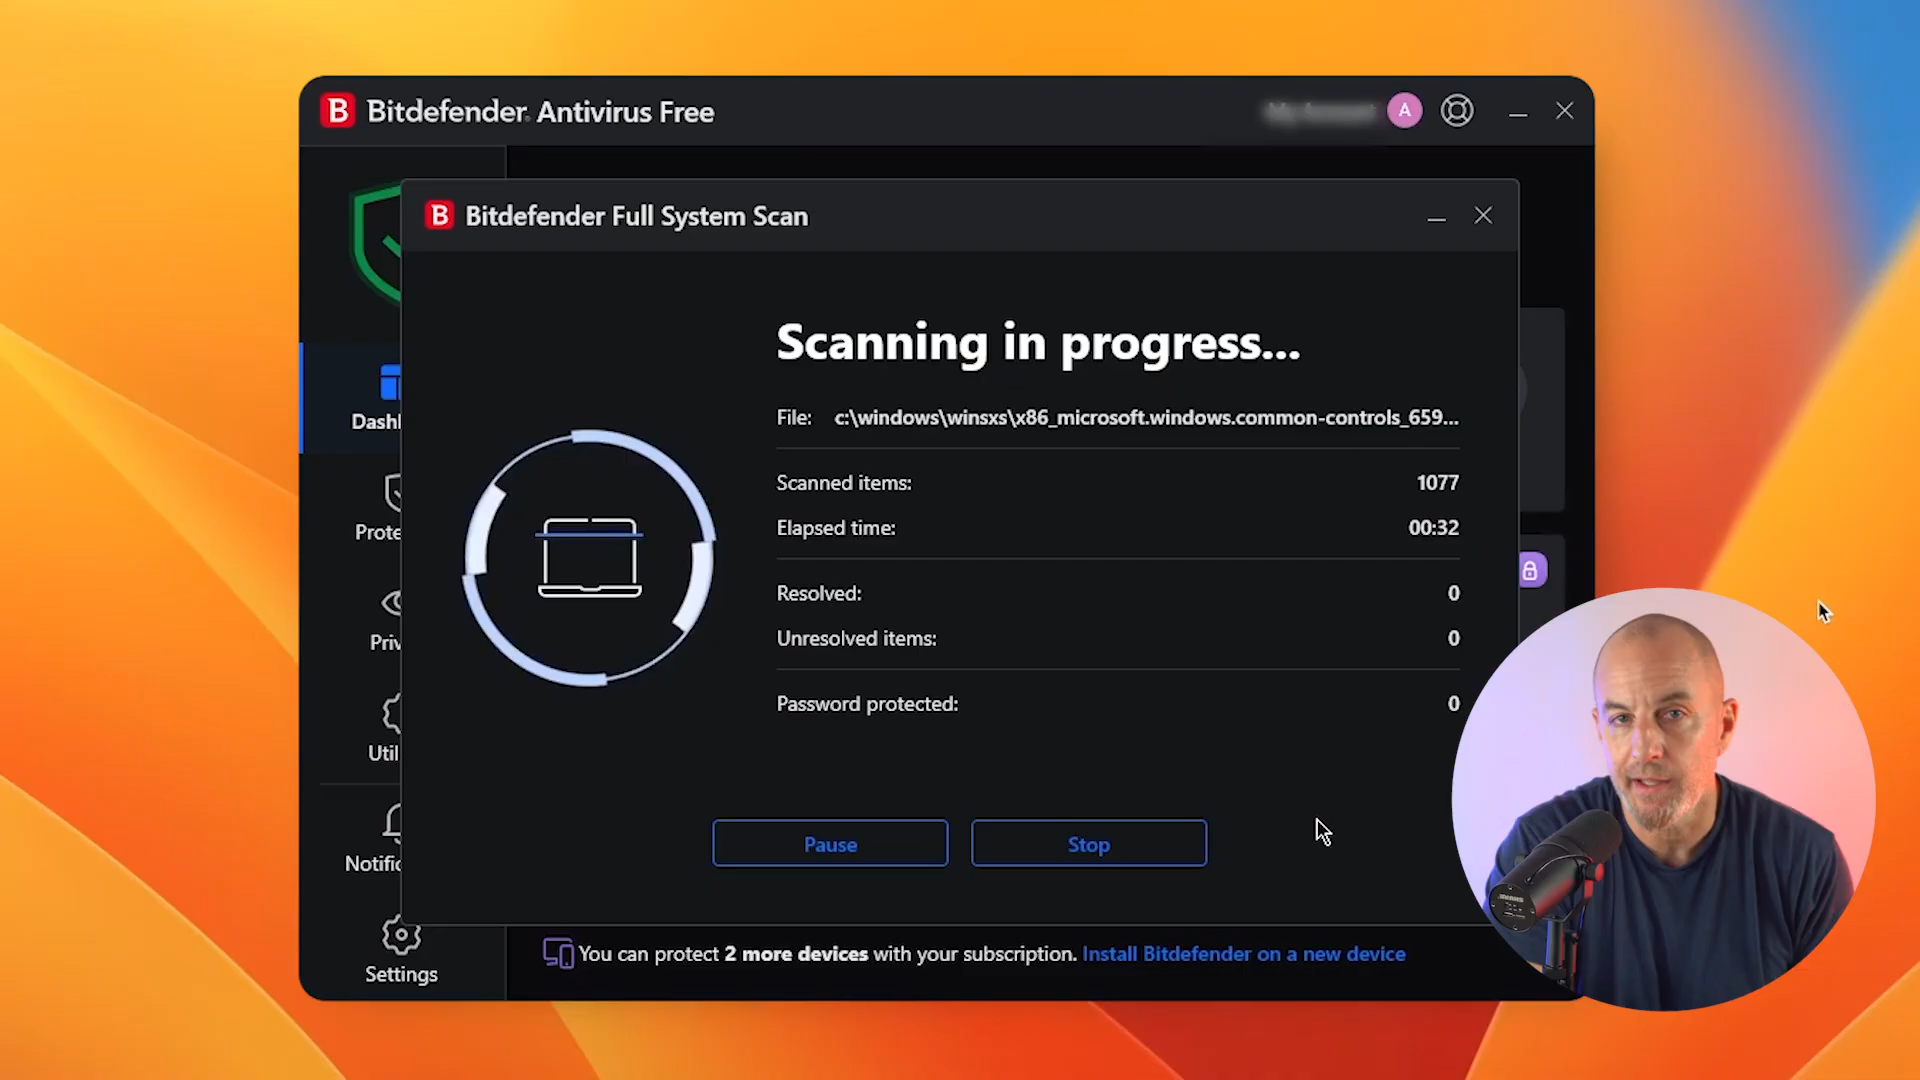 Bitdefender Antivirus Free
A
Bitdefender Full System Scan
Scanning in progress...
File: c:\windows\winsxs\x86_microsoft.windows.common-controls_659...
Scanned items: 1077
Elapsed time: 00:32
Resolved: 0
Unresolved items: 0
Password protected: 0
Pause
Stop
Dashl
Prote
Priv
Util
Notific
Settings
You can protect 2 more devices with your subscription. Install Bitdefender on a new device